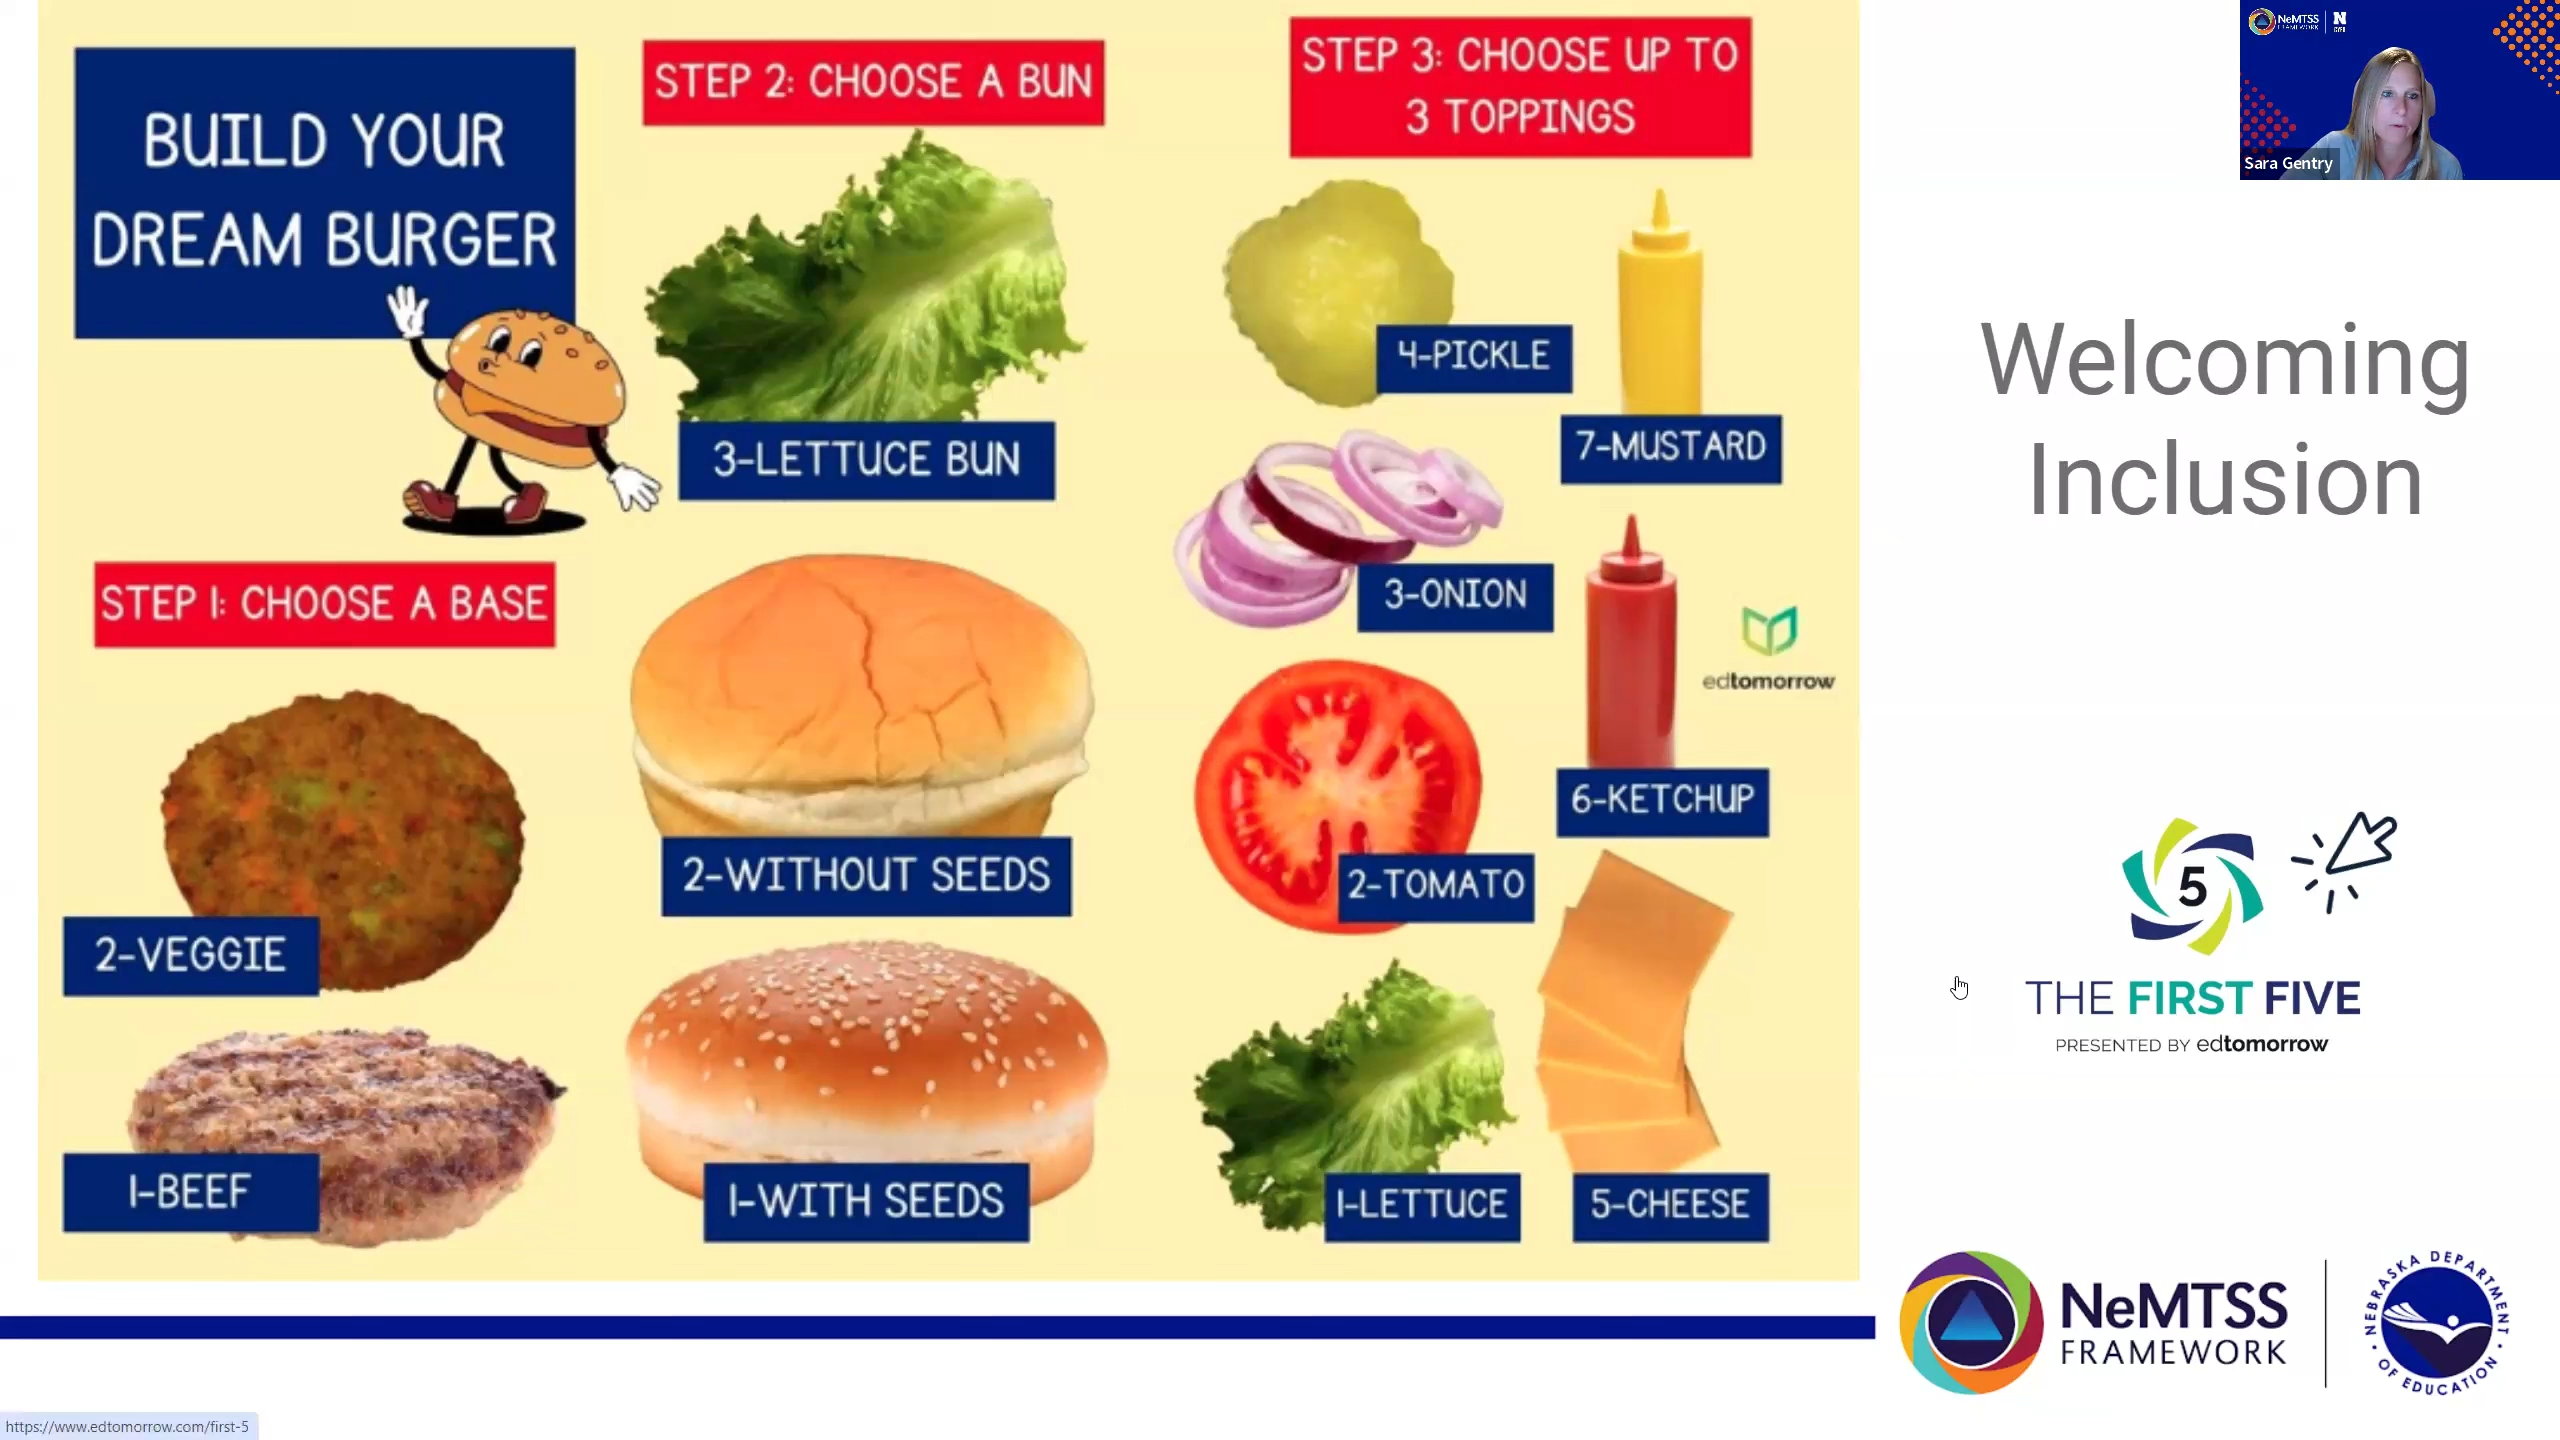 BUILD YOUR
DREAM BURGER
STEP 1: CHOOSE A BASE
2-VEGGIE
1-BEEF
STEP 2: CHOOSE A BUN
3-LETTUCE BUN
2-WITHOUT SEEDS
1-WITH SEEDS
STEP 3: CHOOSE UP TO
3 TOPPINGS
4-PICKLE
7-MUSTARD
3-ONION
6-KETCHUP
2-TOMATO
1-LETTUCE
5-CHEESE
edtomorrow
NeMTSS
FRAMEWORK
N
Sara Gentry
Welcoming
Inclusion
5
THE FIRST FIVE
PRESENTED BY edtomorrow
NeMTSS
FRAMEWORK
NEBRASKA DEPARTMENT
OF EDUCATION
https://www.edtomorrow.com/first-5